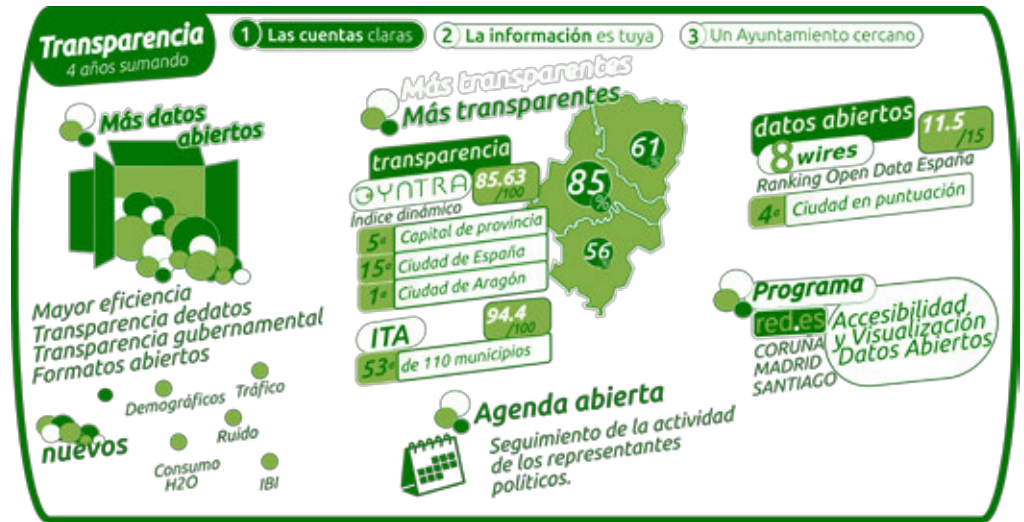 Transparencia
4 años sumando
1 Las cuentas claras
2 La información es tuya
3 Un Ayuntamiento cercano
Más datos
abiertos
Mayor eficiencia
Transparencia dedatos
Transparencia gubernamental
Formatos abiertos
nuevos
Demográficos
Tráfico
Ruido
Consumo
H2O
IBI
Más transparentes
Más transparentes
transparencia
DYNTRA 85.63
/100
Índice dinámico
5ª Capital de provincia
15ª Ciudad de España
1ª Ciudad de Aragón
ITA 94.4
/100
53ª de 110 municipios
61
%
85
%
56
%
Agenda abierta
Seguimiento de la actividad
de los representantes
políticos.
datos abiertos 11.5
/15
8wires
Ranking Open Data España
4ª Ciudad en puntuación
Programa
red.es
CORUÑA
MADRID
SANTIAGO
Accesibilidad
y Visualización
Datos Abiertos